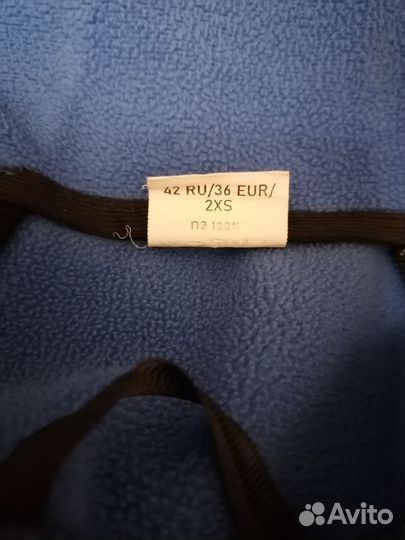 42 RU/36 EUR/
2XS
ПЭ 100%
Avito